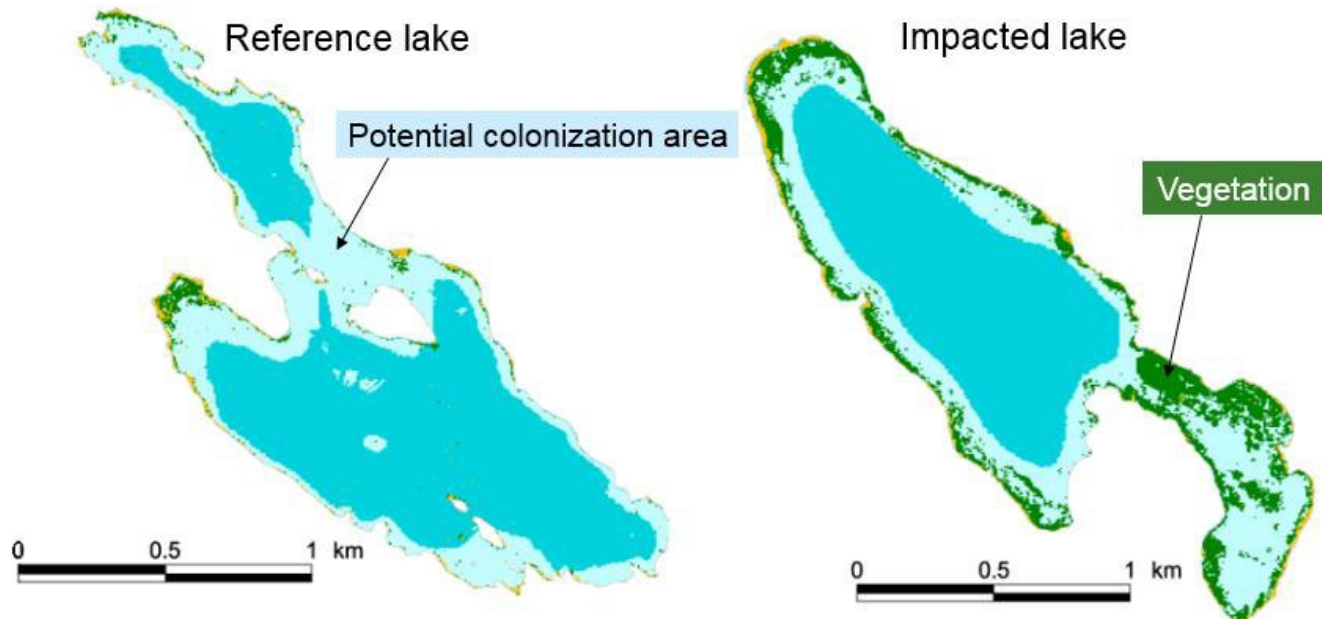 Reference lake
Impacted lake
Potential colonization area
Vegetation
0 0.5 1 km
0 0.5 1 km